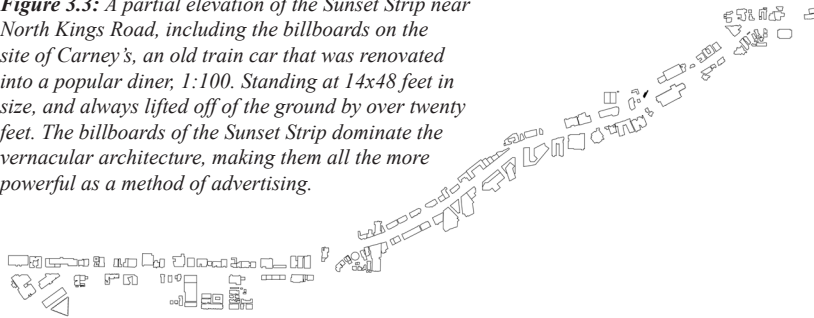 Figure 3.3: A partial elevation of the Sunset Strip near
North Kings Road, including the billboards on the
site of Carney's, an old train car that was renovated
into a popular diner, 1:100. Standing at 14x48 feet in
size, and always lifted off of the ground by over twenty
feet. The billboards of the Sunset Strip dominate the
vernacular architecture, making them all the more
powerful as a method of advertising.